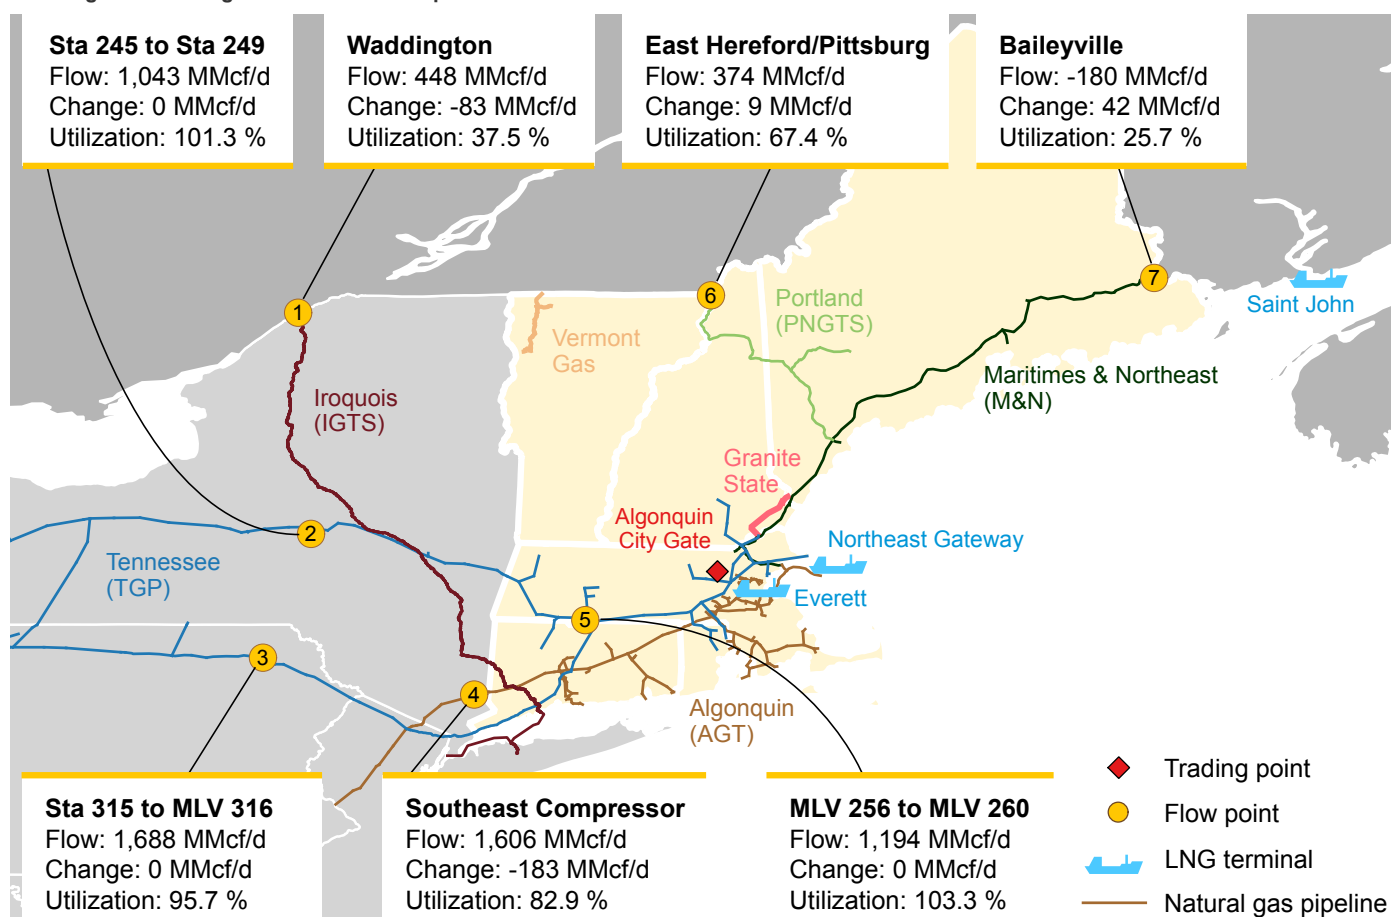 Sta 245 to Sta 249
Flow: 1,043 MMcf/d
Change: 0 MMcf/d
Utilization: 101.3 %
Waddington
Flow: 448 MMcf/d
Change: -83 MMcf/d
Utilization: 37.5 %
East Hereford/Pittsburg
Flow: 374 MMcf/d
Change: 9 MMcf/d
Utilization: 67.4 %
Baileyville
Flow: -180 MMcf/d
Change: 42 MMcf/d
Utilization: 25.7 %
1
6
7
Portland
(PNGTS)
Saint John
Vermont
Gas
Maritimes & Northeast
(M&N)
Iroquois
(IGTS)
Granite
State
Algonquin
City Gate
2
Northeast Gateway
Tennessee
(TGP)
Everett
5
3
4
Algonquin
(AGT)
Sta 315 to MLV 316
Flow: 1,688 MMcf/d
Change: 0 MMcf/d
Utilization: 95.7 %
Southeast Compressor
Flow: 1,606 MMcf/d
Change: -183 MMcf/d
Utilization: 82.9 %
MLV 256 to MLV 260
Flow: 1,194 MMcf/d
Change: 0 MMcf/d
Utilization: 103.3 %
Trading point
Flow point
LNG terminal
Natural gas pipeline